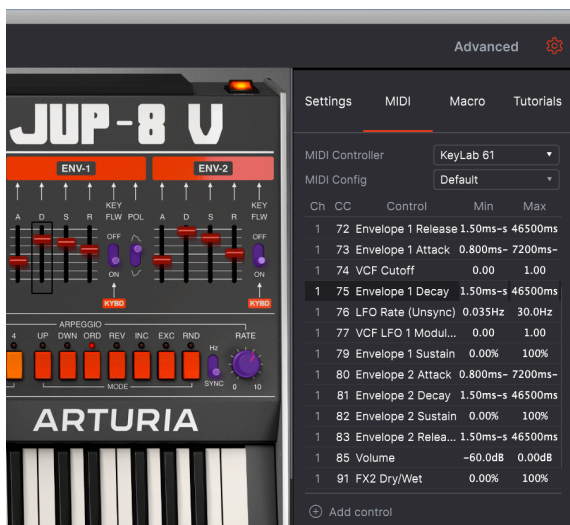 Advanced
JUP-8 V
ENV-1 ENV-2
KEY KEY
A D S R FLW POL A D S R FLW
OFF OFF
ON ON
KYBD KYBD
ARPEGGIO
4 UP DWN ORD REV INC EXC RND RATE
Hz
MODE SYNC 0 10
ARTURIA
Settings MIDI Macro Tutorials
MIDI Controller KeyLab 61
MIDI Config Default
Ch CC Control Min Max
1 72 Envelope 1 Release 1.50ms-s 46500ms
1 73 Envelope 1 Attack 0.800ms- 7200ms-
1 74 VCF Cutoff 0.00 1.00
1 75 Envelope 1 Decay 1.50ms-s 46500ms
1 76 LFO Rate (Unsync) 0.035Hz 30.0Hz
1 77 VCF LFO 1 Modul... 0.00 1.00
1 79 Envelope 1 Sustain 0.00% 100%
1 80 Envelope 2 Attack 0.800ms- 7200ms-
1 81 Envelope 2 Decay 1.50ms-s 46500ms
1 82 Envelope 2 Sustain 0.00% 100%
1 83 Envelope 2 Relea... 1.50ms-s 46500ms
1 85 Volume -60.0dB 0.00dB
1 91 FX2 Dry/Wet 0.00% 100%
Add control